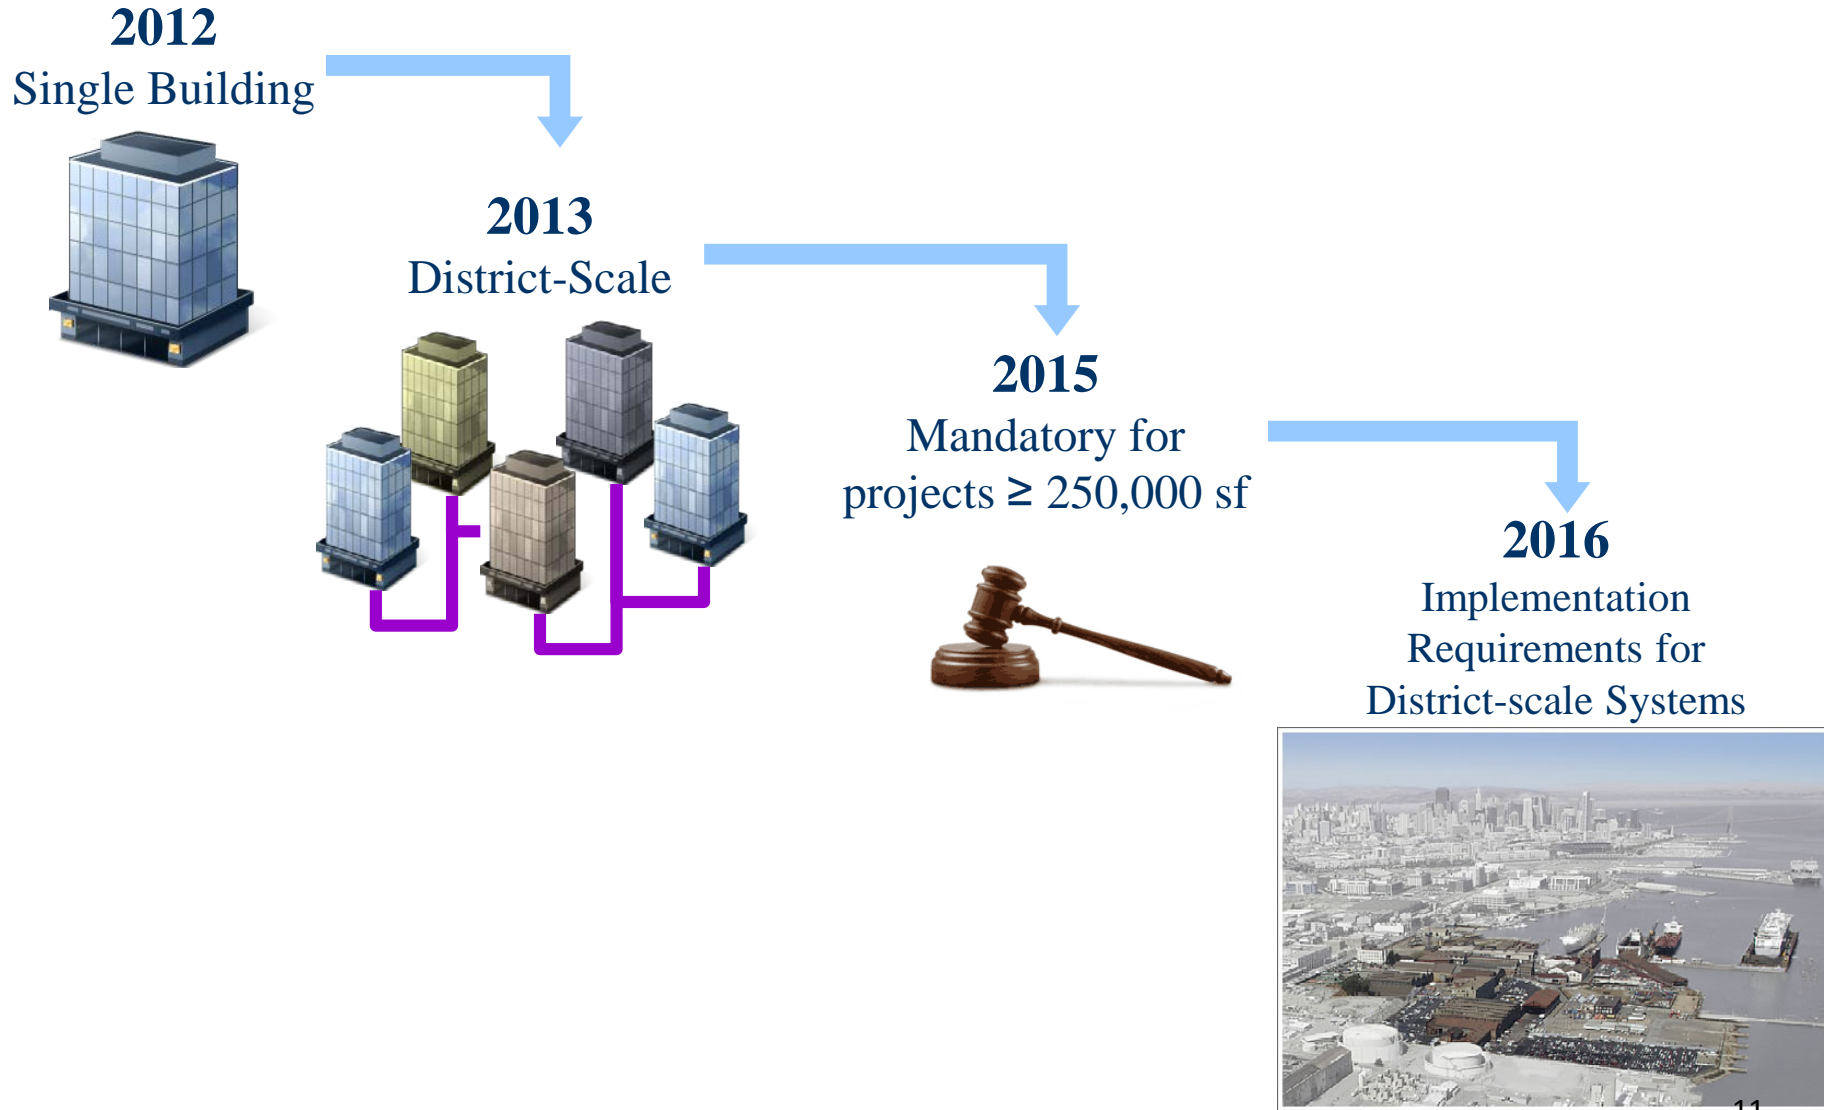 2012
Single Building
2013
District-Scale
2015
Mandatory for
projects ≥ 250,000 sf
2016
Implementation
Requirements for
District-scale Systems
11